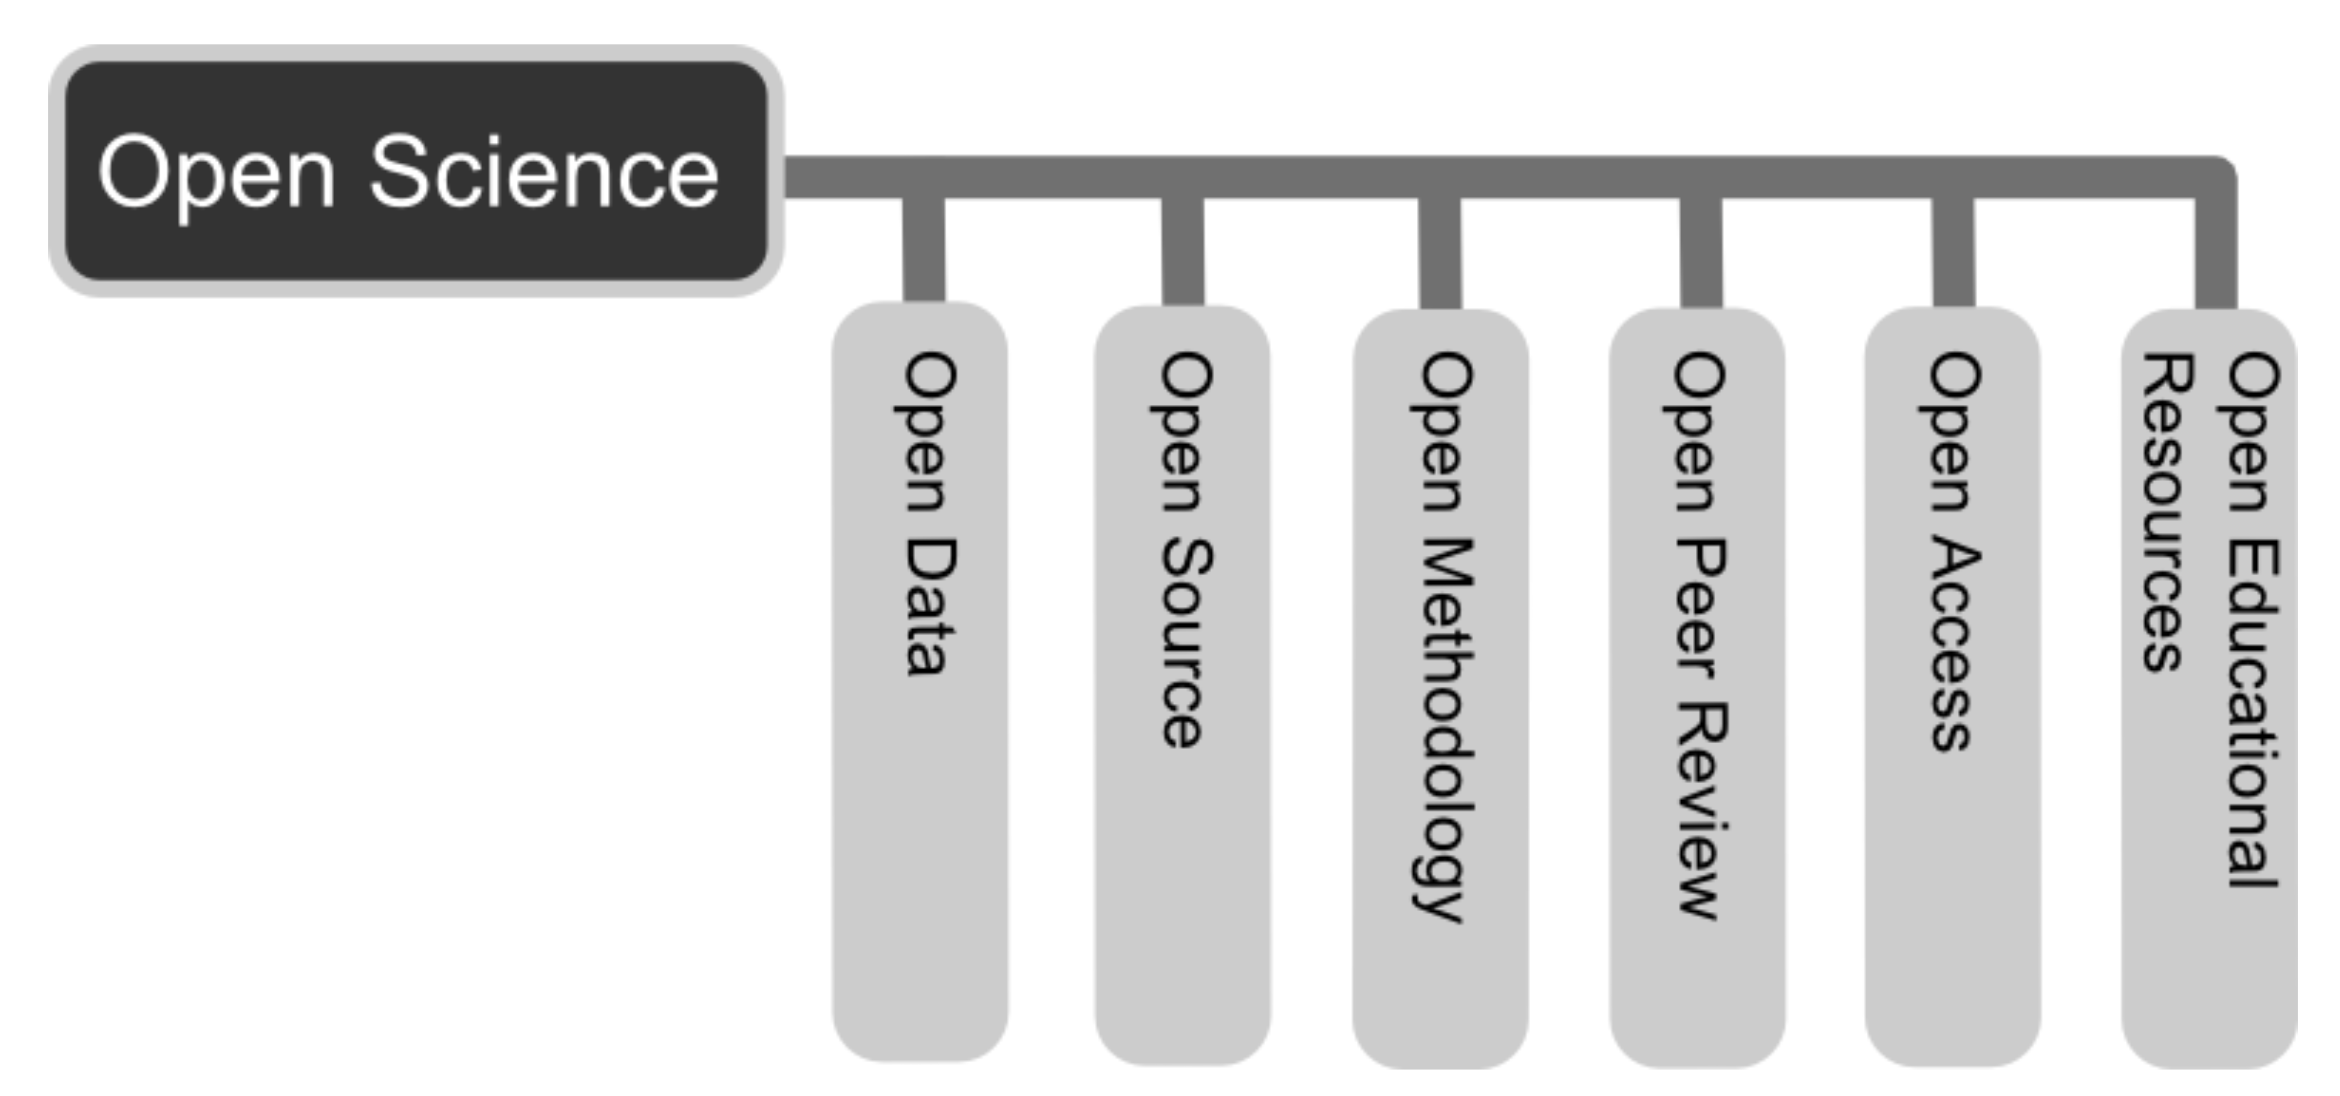 Open Science
Open Data
Open Source
Open Methodology
Open Peer Review
Open Access
Open Educational
Resources